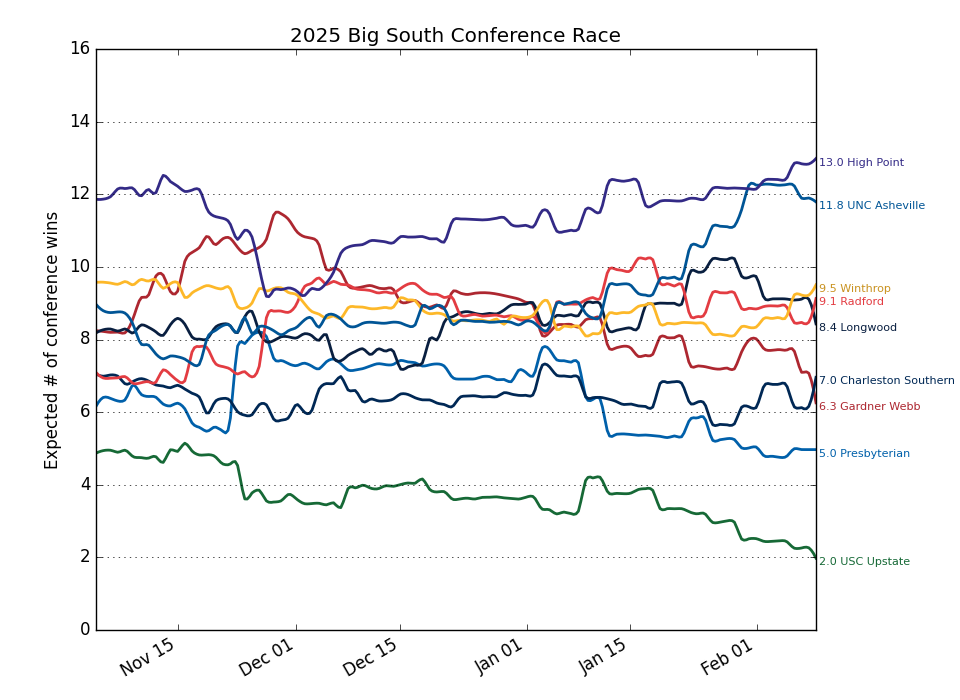 2025 Big South Conference Race
Expected # of conference wins
16
14
12
10
8
6
4
2
0
13.0 High Point
11.8 UNC Asheville
9.5 Winthrop
9.1 Radford
8.4 Longwood
7.0 Charleston Southern
6.3 Gardner Webb
5.0 Presbyterian
2.0 USC Upstate
Nov 15
Dec 01
Dec 15
Jan 01
Jan 15
Feb 01